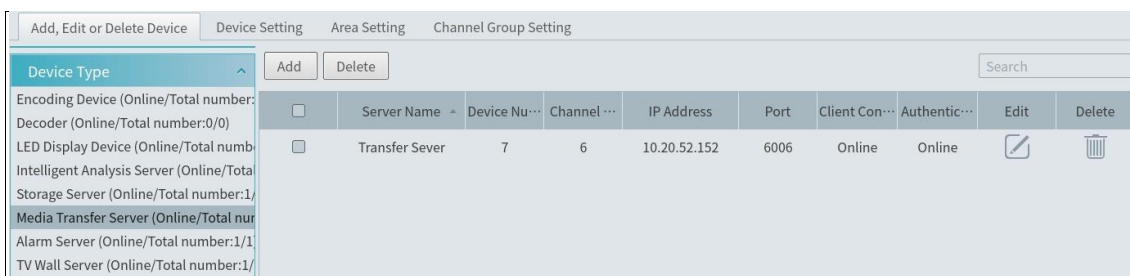 Add, Edit or Delete Device Device Setting Area Setting Channel Group Setting
Device Type Add Delete Search
Encoding Device (Online/Total number:
Decoder (Online/Total number:0/0)
LED Display Device (Online/Total numb
Intelligent Analysis Server (Online/Total
Storage Server (Online/Total number:1/
Media Transfer Server (Online/Total nur
Alarm Server (Online/Total number:1/1
TV Wall Server (Online/Total number:1/
Server Name Device Nu··· Channel ··· IP Address Port Client Con··· Authentic··· Edit Delete
Transfer Sever 7 6 10.20.52.152 6006 Online Online